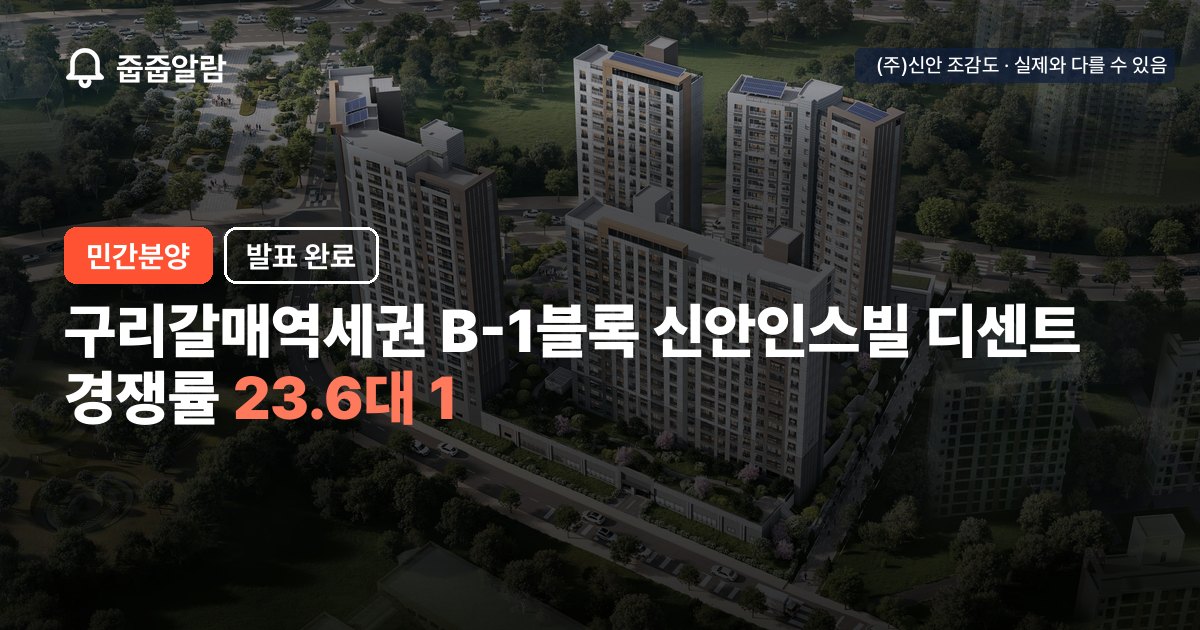 줍줍알람
(주)신안 조감도 · 실제와 다를 수 있음
민간분양
발표 완료
구리갈매역세권 B-1블록 신안인스빌 디센트
경쟁률 23.6대 1